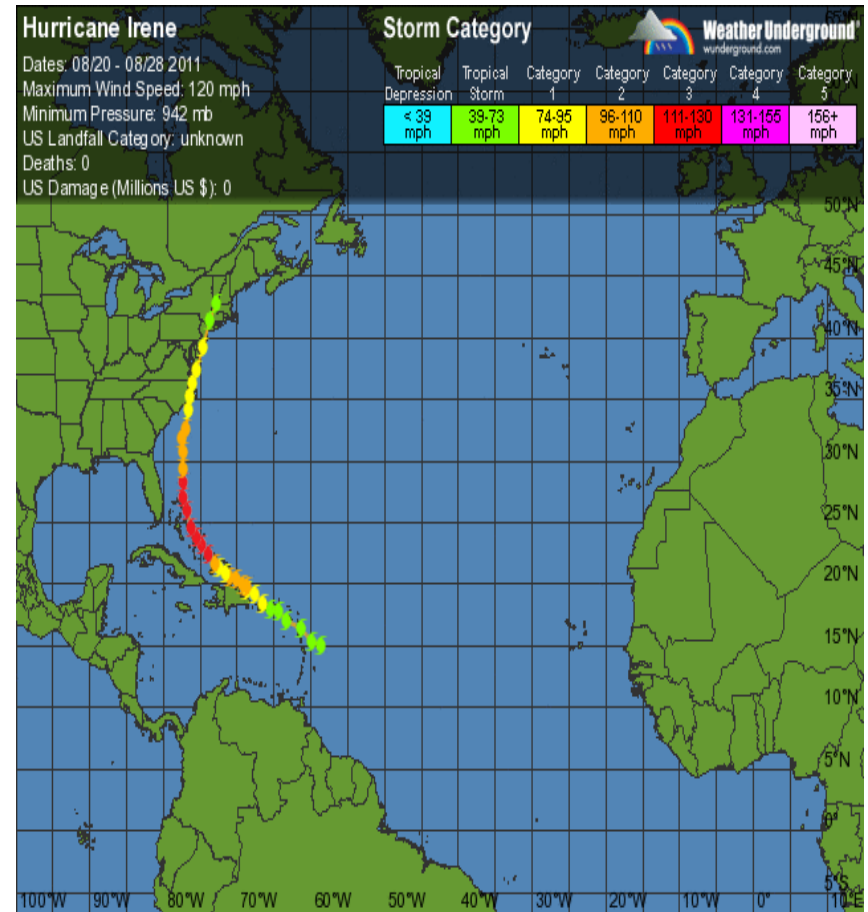 Hurricane Irene
Dates: 08/20 - 08/28 2011
Maximum Wind Speed: 120 mph
Minimum Pressure: 942 mb
US Landfall Category: unknown
Deaths: 0
US Damage (Millions US $): 0
Storm Category
Weather Underground
wunderground.com
Tropical Depression
Tropical Storm
Category 1
Category 2
Category 3
Category 4
Category 5
< 39 mph
39-73 mph
74-95 mph
96-110 mph
111-130 mph
131-155 mph
156+ mph
50°N
45°N
40°N
35°N
30°N
25°N
20°N
15°N
10°N
5°N
0°
5°S
100°W 90°W 80°W 70°W 60°W 50°W 40°W 30°W 20°W 10°W 0° 10°E